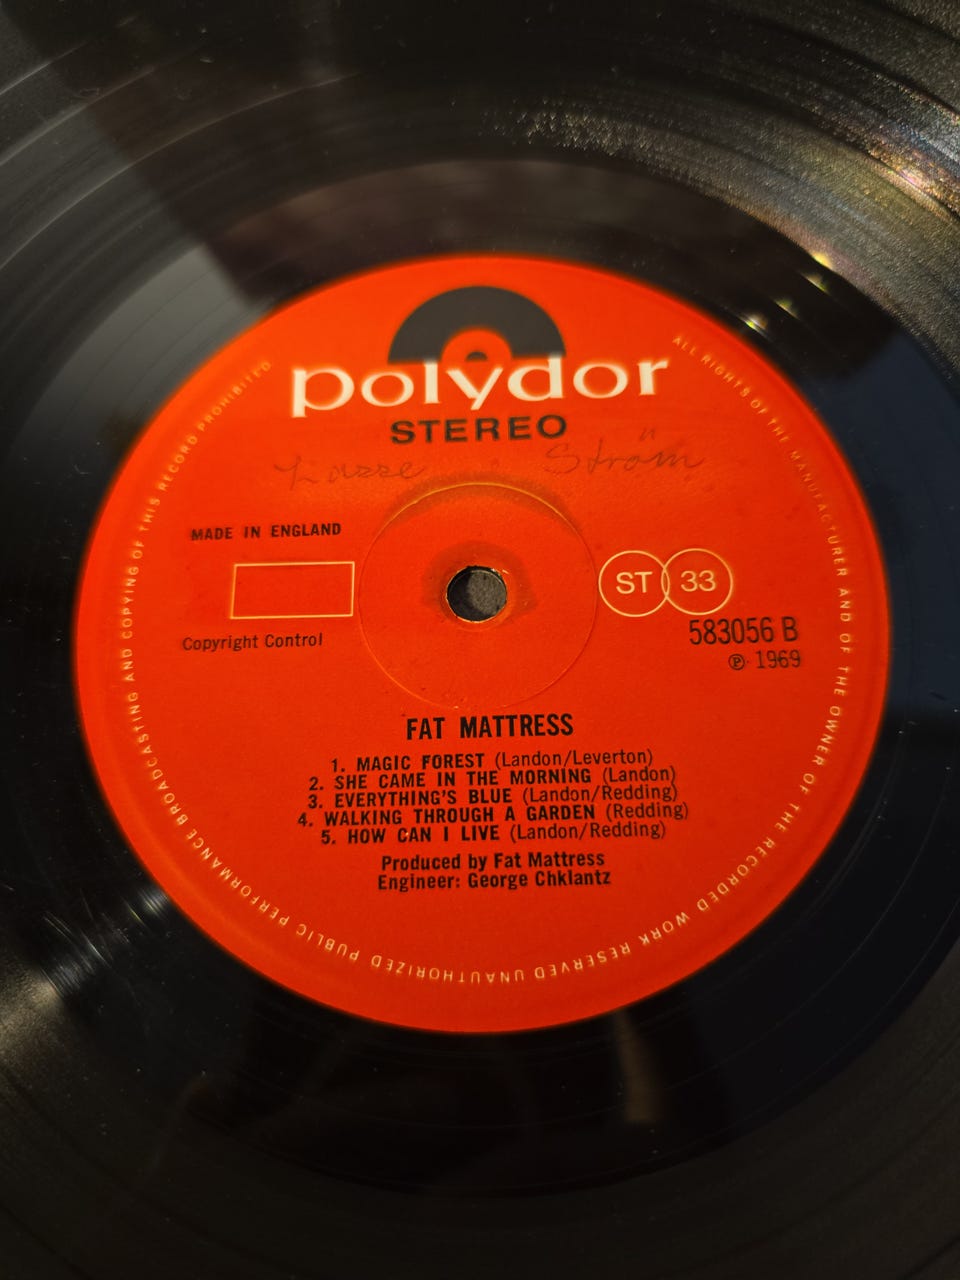 polydor
STEREO
Lasse Ström
MADE IN ENGLAND
ST 33
Copyright Control
583056 B
℗ 1969
FAT MATTRESS
1. MAGIC FOREST (Landon/Leverton)
2. SHE CAME IN THE MORNING (Landon)
3. EVERYTHING'S BLUE (Landon/Redding)
4. WALKING THROUGH A GARDEN (Redding)
5. HOW CAN I LIVE (Landon/Redding)
Produced by Fat Mattress
Engineer: George Chklantz
ALL RIGHTS OF THE MANUFACTURER AND OF THE OWNER OF THE RECORDED WORK RESERVED UNAUTHORIZED PUBLIC PERFORMANCE BROADCASTING AND COPYING OF THIS RECORD PROHIBITED